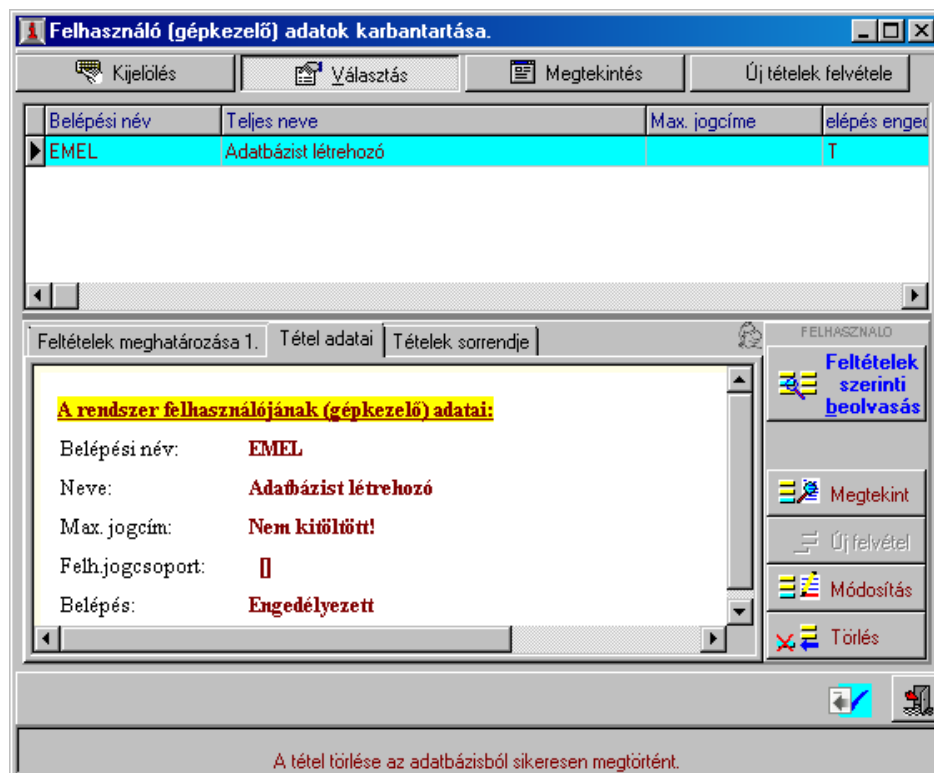 Felhasználó (gépkezelő) adatok karbantartása.
Kijelölés Választás Megtekintés Új tételek felvétele
Belépési név Teljes neve Max. jogcíme elépés enged
EMEL Adatbázist létrehozó T
Feltételek meghatározása 1. Tétel adatai Tételek sorrendje
FELHASZNALO
Feltételek
szerinti
beolvasás
A rendszer felhasználójának (gépkezelő) adatai:
Belépési név: EMEL
Neve: Adatbázist létrehozó
Max. jogcím: Nem kitöltött!
Felh.jogcsoport: []
Belépés: Engedélyezett
Megtekint
Új felvétel
Módosítás
Törlés
A tétel törlése az adatbázisból sikeresen megtörtént.